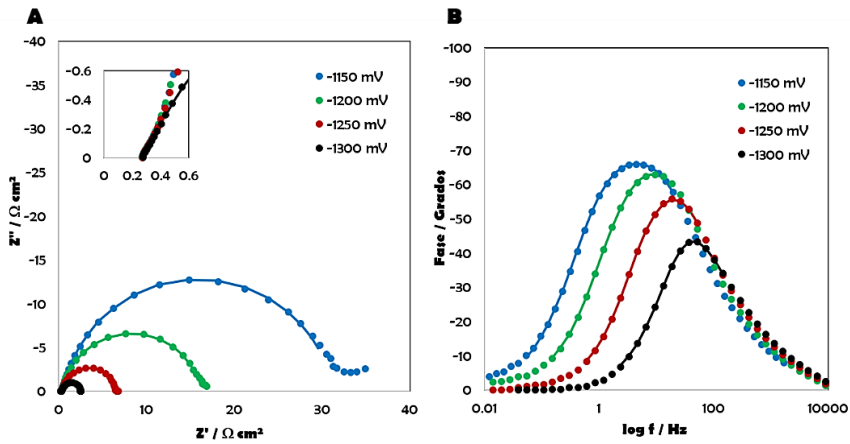 A
-40
-35
-30
-25
-20
-15
-10
-5
0
Z'' / Ω cm²
0 10 20 30 40
Z' / Ω cm²
-0.6
-0.4
-0.2
0
0 0.2 0.4 0.6
-1150 mV
-1200 mV
-1250 mV
-1300 mV
B
-100
-90
-80
-70
-60
-50
-40
-30
-20
-10
0
Fase / Grados
0.01 1 100 10000
log f / Hz
-1150 mV
-1200 mV
-1250 mV
-1300 mV